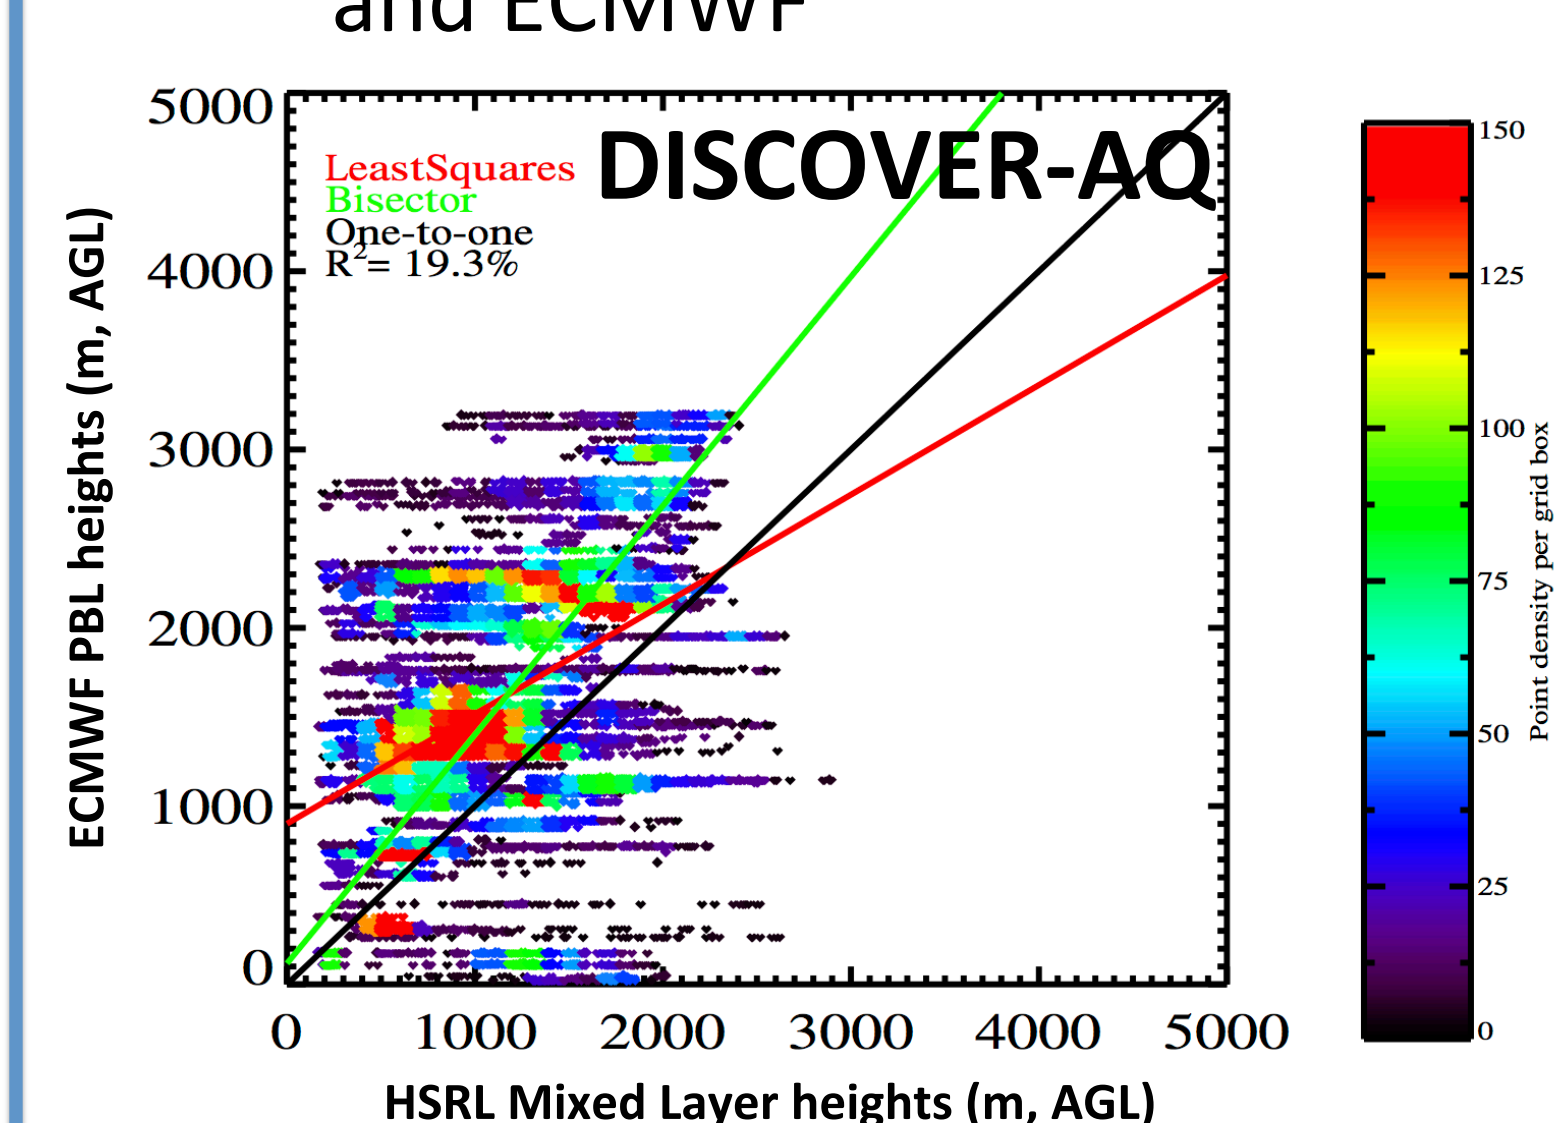 and ECMWF
DISCOVER-AQ
LeastSquares
Bisector
One-to-one
R²= 19.3%
ECMWF PBL heights (m, AGL)
5000
4000
3000
2000
1000
0
0 1000 2000 3000 4000 5000
HSRL Mixed Layer heights (m, AGL)
150
125
100
75
50
25
0
Point density per grid box